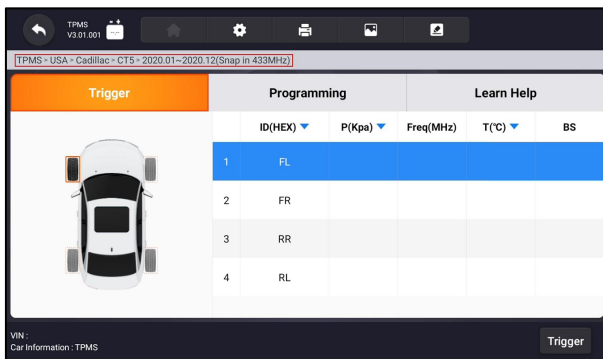 TPMS
V3.01.001
--.--
TPMS > USA > Cadillac > CT5 > 2020.01~2020.12(Snap in 433MHz)
Trigger Programming Learn Help
ID(HEX) P(Kpa) Freq(MHz) T(℃) BS
1 FL
2 FR
3 RR
4 RL
VIN :
Car Information : TPMS
Trigger